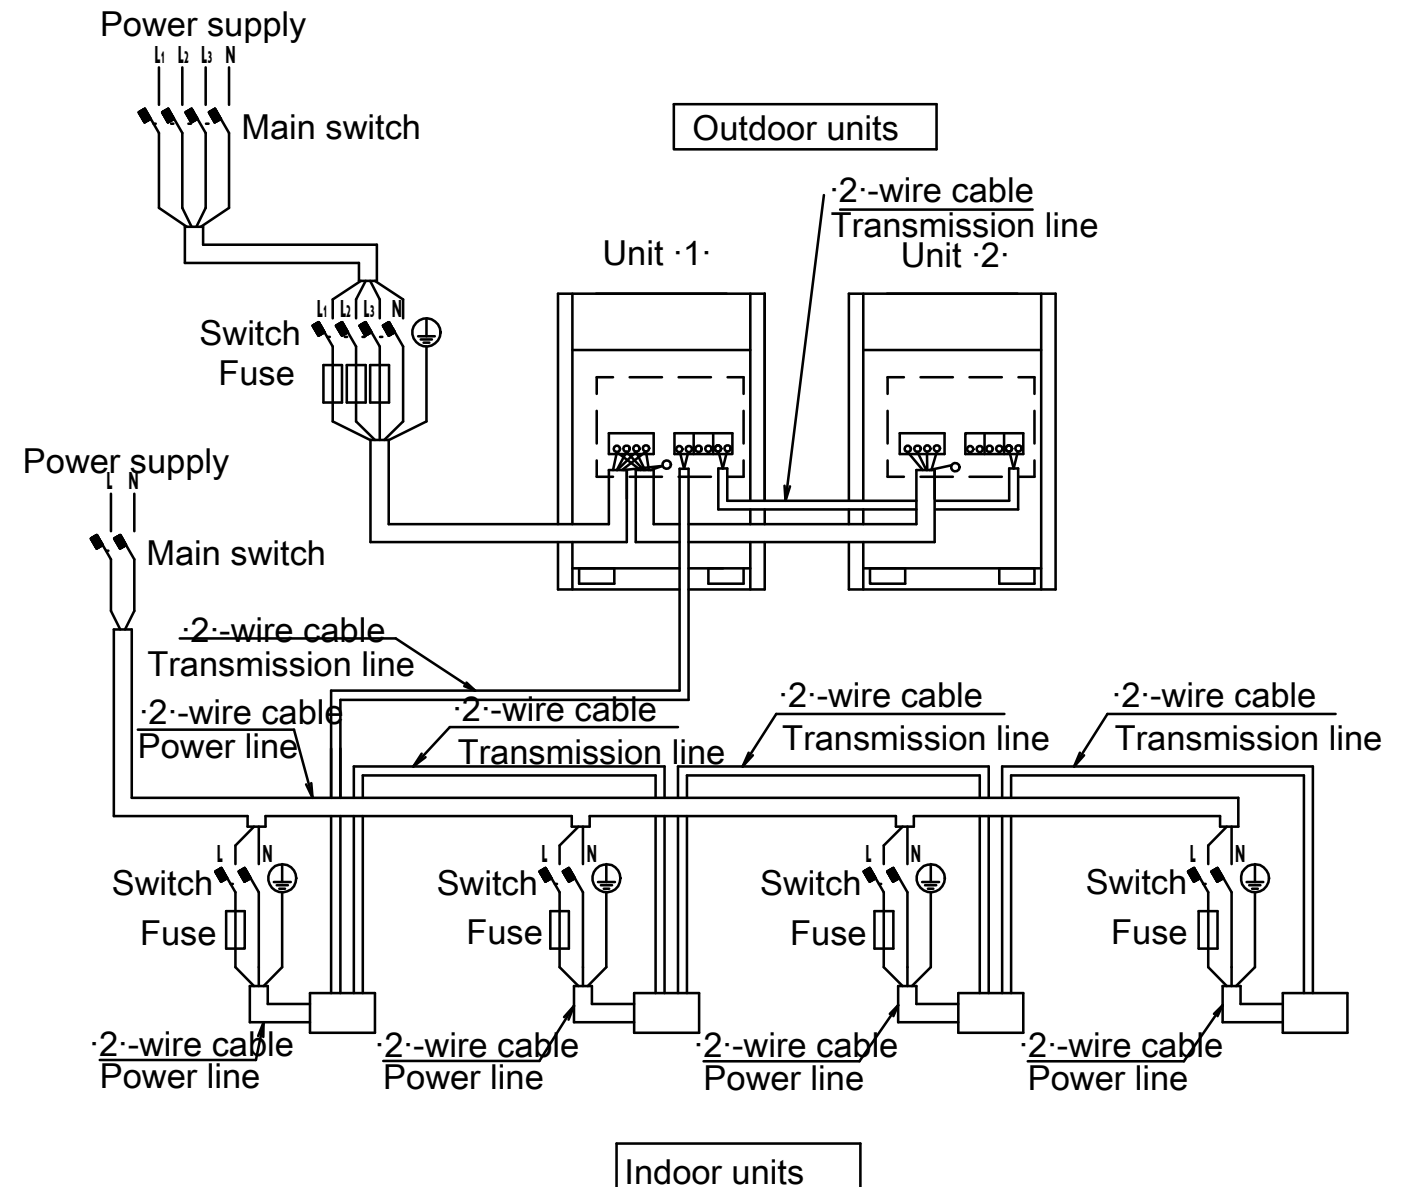 Power supply
L1 L2 L3 N
Main switch
Outdoor units
·2·-wire cable
Transmission line
Unit ·1·
Unit ·2·
L1 L2 L3 N
Switch
Fuse
Power supply
L N
Main switch
·2·-wire cable
Transmission line
·2·-wire cable
Power line
·2·-wire cable
Transmission line
·2·-wire cable
Transmission line
·2·-wire cable
Transmission line
L N
Switch
Fuse
L N
Switch
Fuse
L N
Switch
Fuse
L N
Switch
Fuse
·2·-wire cable
Power line
·2·-wire cable
Power line
·2·-wire cable
Power line
·2·-wire cable
Power line
Indoor units